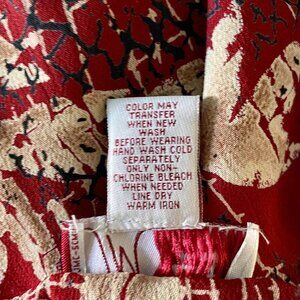 COLOR MAY
TRANSFER
WHEN NEW
WASH
BEFORE WEARING
HAND WASH COLD
SEPARATELY
ONLY NON-
CHLORINE BLEACH
WHEN NEEDED
LINE DRY
WARM IRON